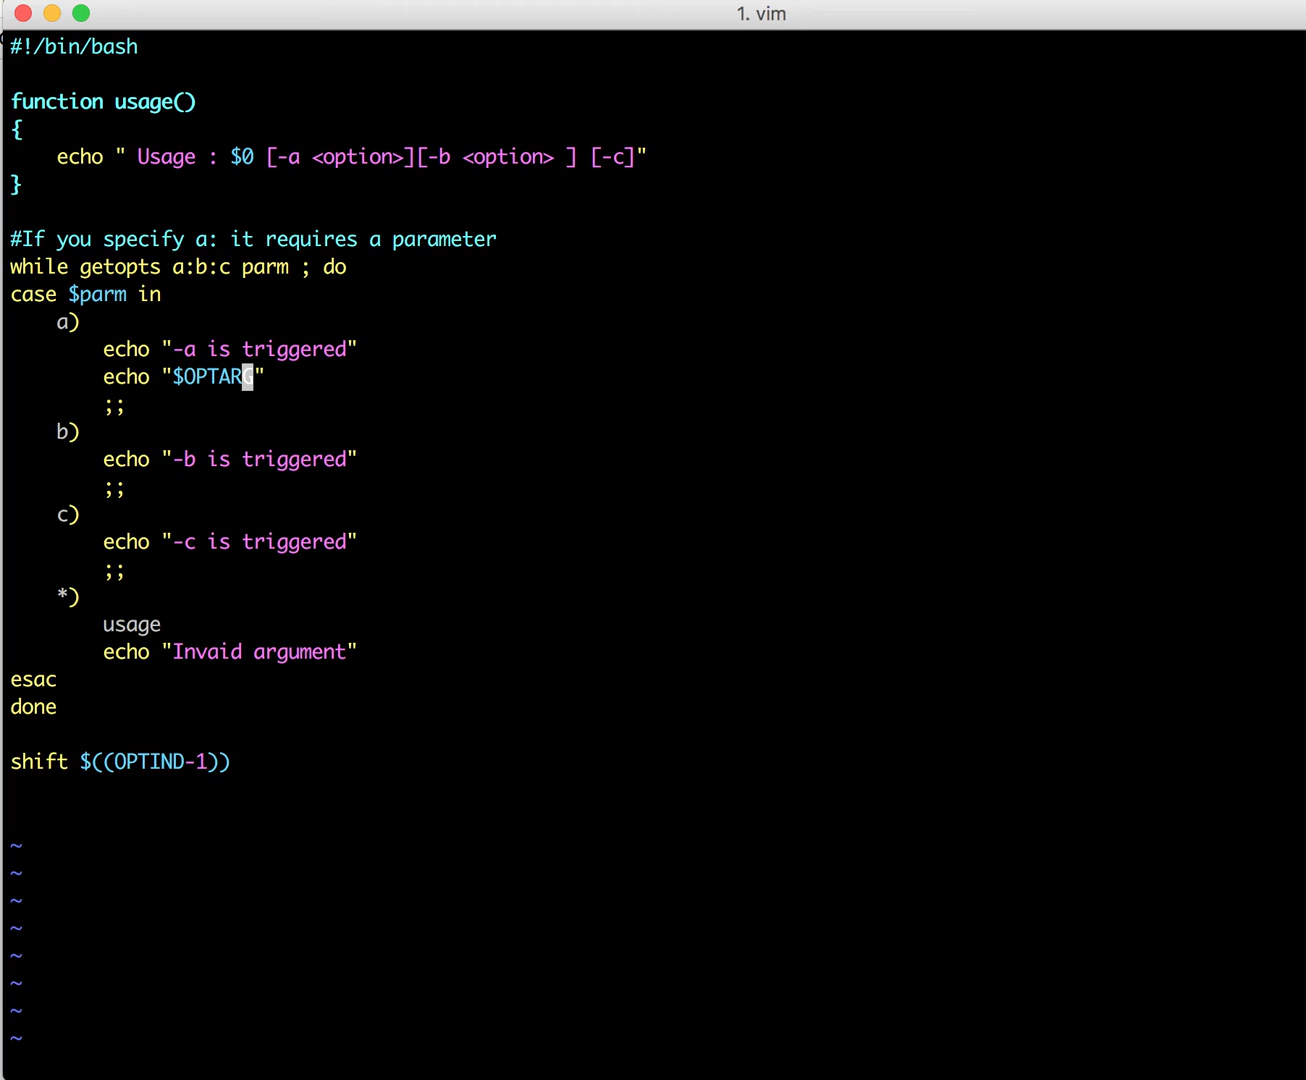 1. vim
#!/bin/bash
function usage()
{
echo " Usage : $0 [-a <option>][-b <option> ] [-c]"
}
#If you specify a: it requires a parameter
while getopts a:b:c parm ; do
case $parm in
a)
echo "-a is triggered"
echo "$OPTARG"
;;
b)
echo "-b is triggered"
;;
c)
echo "-c is triggered"
;;
*)
usage
echo "Invaid argument"
esac
done
shift $((OPTIND-1))
~
~
~
~
~
~
~
~